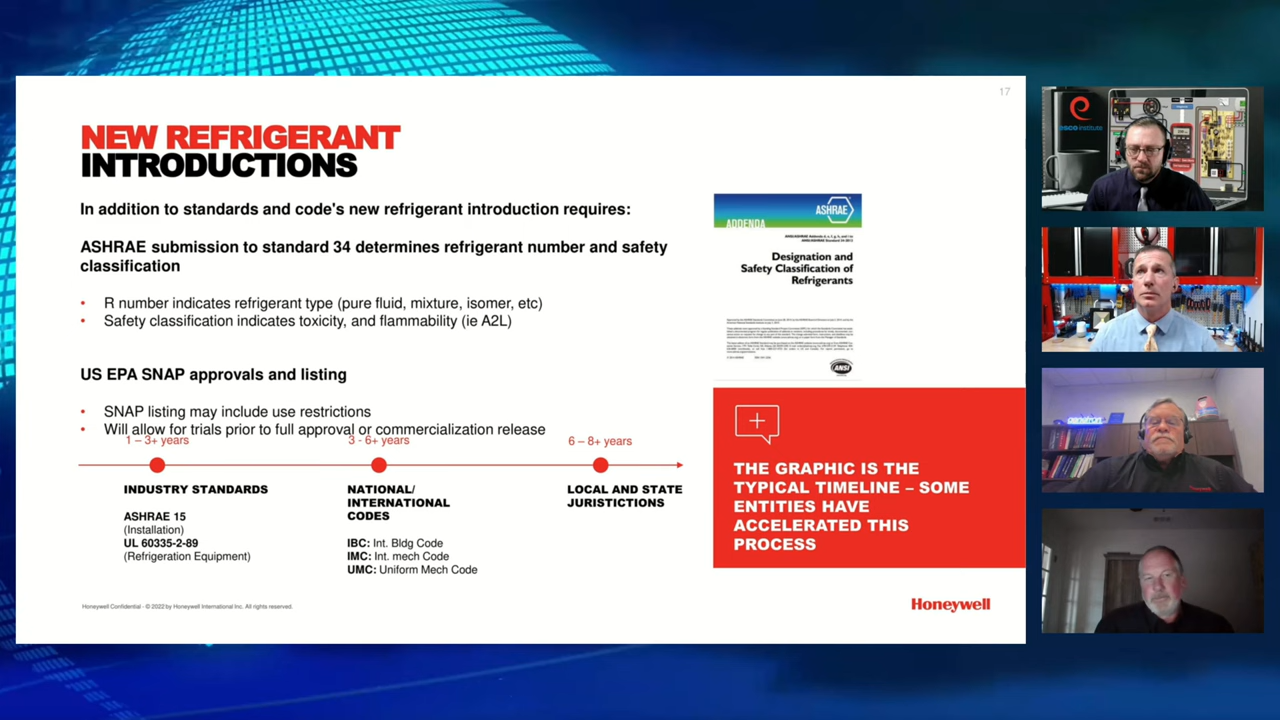 17
NEW REFRIGERANT
INTRODUCTIONS
In addition to standards and code's new refrigerant introduction requires:
ASHRAE submission to standard 34 determines refrigerant number and safety
classification
• R number indicates refrigerant type (pure fluid, mixture, isomer, etc)
• Safety classification indicates toxicity, and flammability (ie A2L)
US EPA SNAP approvals and listing
• SNAP listing may include use restrictions
• Will allow for trials prior to full approval or commercialization release
1 – 3+ years
3 - 6+ years
6 – 8+ years
INDUSTRY STANDARDS
ASHRAE 15
(Installation)
UL 60335-2-89
(Refrigeration Equipment)
NATIONAL/
INTERNATIONAL
CODES
IBC: Int. Bldg Code
IMC: Int. mech Code
UMC: Uniform Mech Code
LOCAL AND STATE
JURISTICTIONS
ADDENDA
ASHRAE
Designation and
Safety Classification of
Refrigerants
ANSI
THE GRAPHIC IS THE
TYPICAL TIMELINE – SOME
ENTITIES HAVE
ACCELERATED THIS
PROCESS
Honeywell Confidential - © 2022 by Honeywell International Inc. All rights reserved.
Honeywell
esco institute